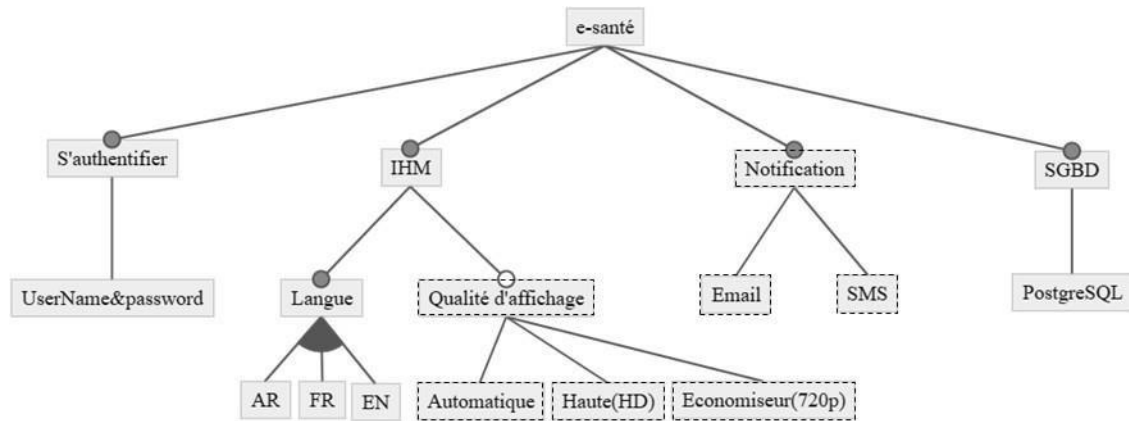 e-santé
S'authentifier
IHM
Notification
SGBD
UserName&password
Langue
Qualité d'affichage
Email
SMS
PostgreSQL
AR
FR
EN
Automatique
Haute(HD)
Economiseur(720p)